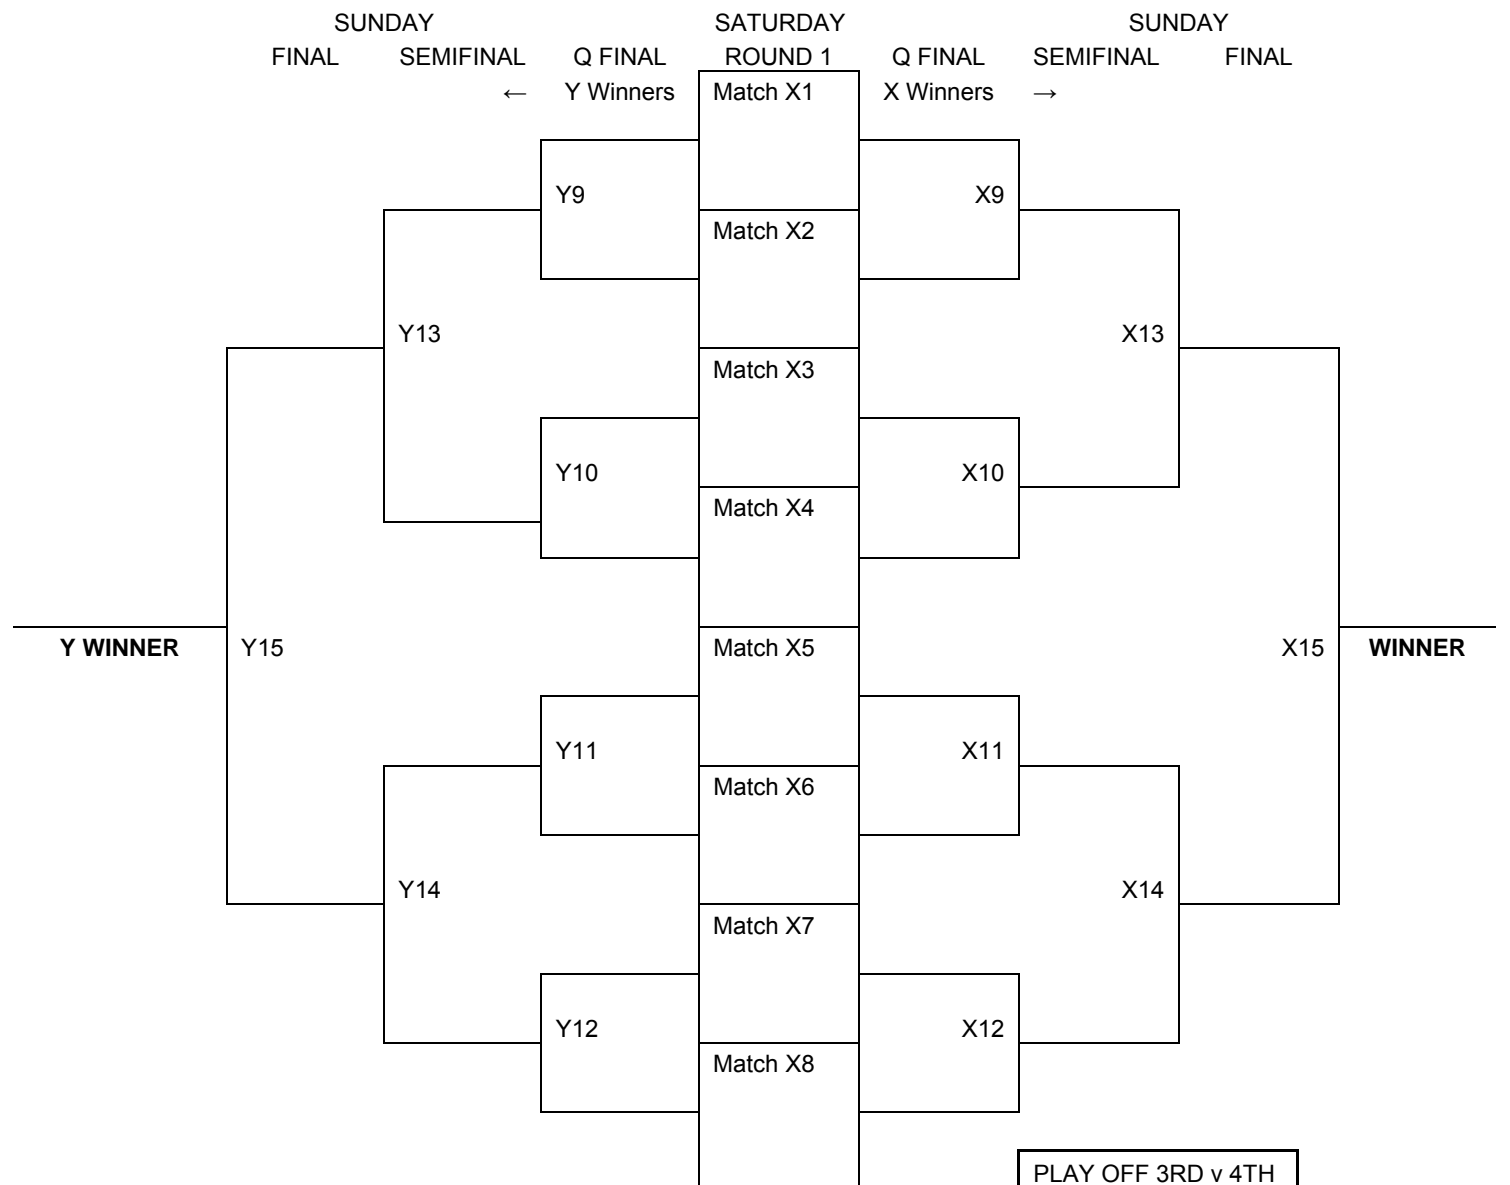 SUNDAY SATURDAY SUNDAY
FINAL SEMIFINAL Q FINAL ROUND 1 Q FINAL SEMIFINAL FINAL
← Y Winners Match X1 X Winners →
Y9 X9
Match X2
Y13 X13
Match X3
Y10 X10
Match X4
Y WINNER Y15 Match X5 X15 WINNER
Y11 X11
Match X6
Y14 X14
Match X7
Y12 X12
Match X8
PLAY OFF 3RD v 4TH